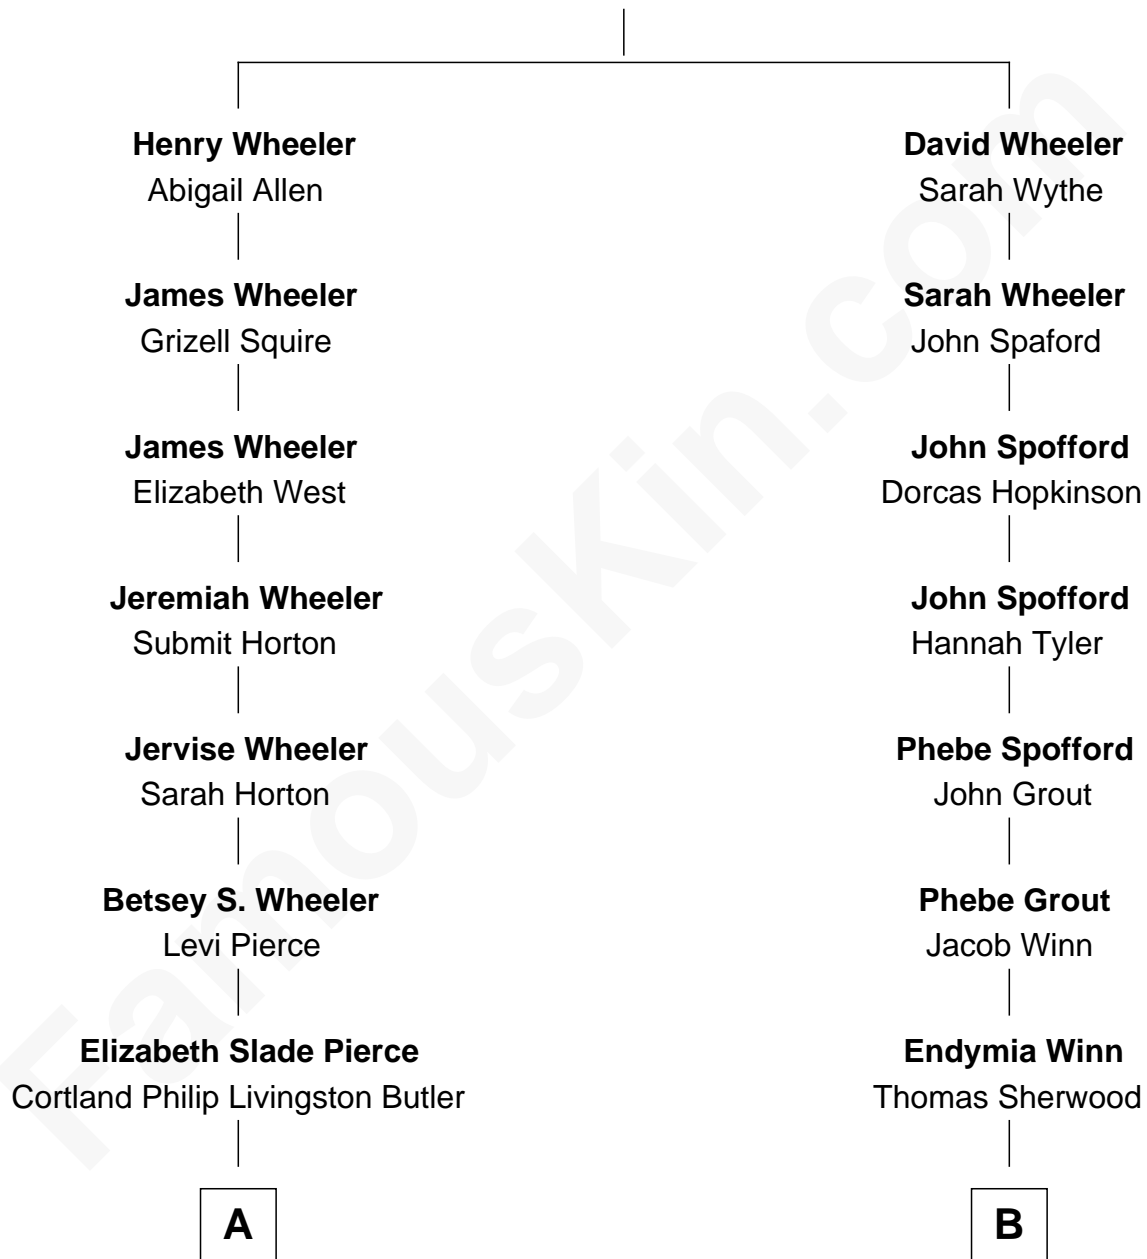 Henry Wheeler
Abigail Allen
James Wheeler
Grizell Squire
James Wheeler
Elizabeth West
Jeremiah Wheeler
Submit Horton
Jervise Wheeler
Sarah Horton
Betsey S. Wheeler
Levi Pierce
Elizabeth Slade Pierce
Cortland Philip Livingston Butler
A
David Wheeler
Sarah Wythe
Sarah Wheeler
John Spaford
John Spofford
Dorcas Hopkinson
John Spofford
Hannah Tyler
Phebe Spofford
John Grout
Phebe Grout
Jacob Winn
Endymia Winn
Thomas Sherwood
B
FamousKin.com